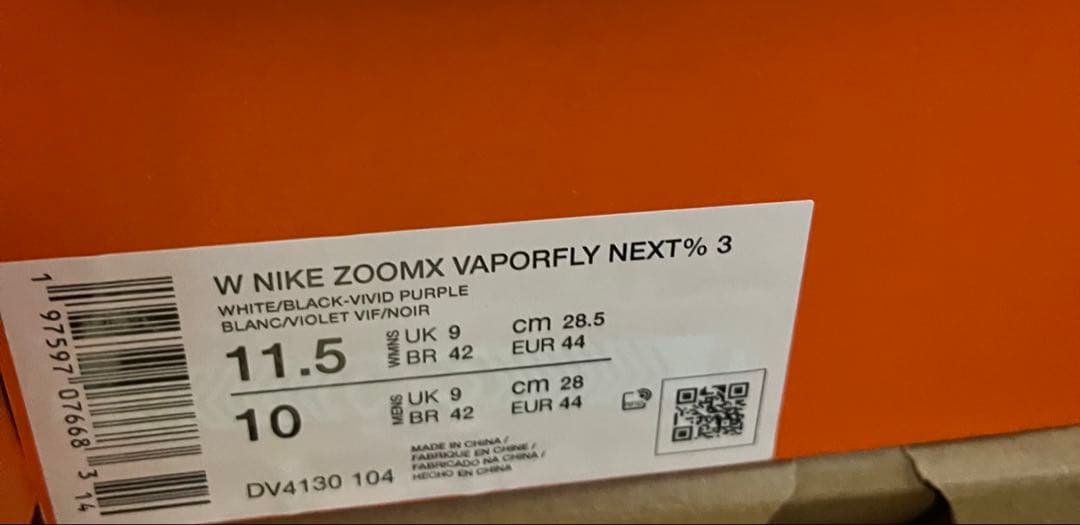 W NIKE ZOOMX VAPORFLY NEXT% 3
WHITE/BLACK-VIVID PURPLE
BLANC/VIOLET VIF/NOIR
11.5 WMNS UK 9 cm 28.5
BR 42 EUR 44
10 MENS UK 9 cm 28
BR 42 EUR 44
MADE IN CHINA /
FABRIQUE EN CHINE /
FABRICADO NA CHINA /
HECHO EN CHINA
DV4130 104
1 97597 07668 3 14